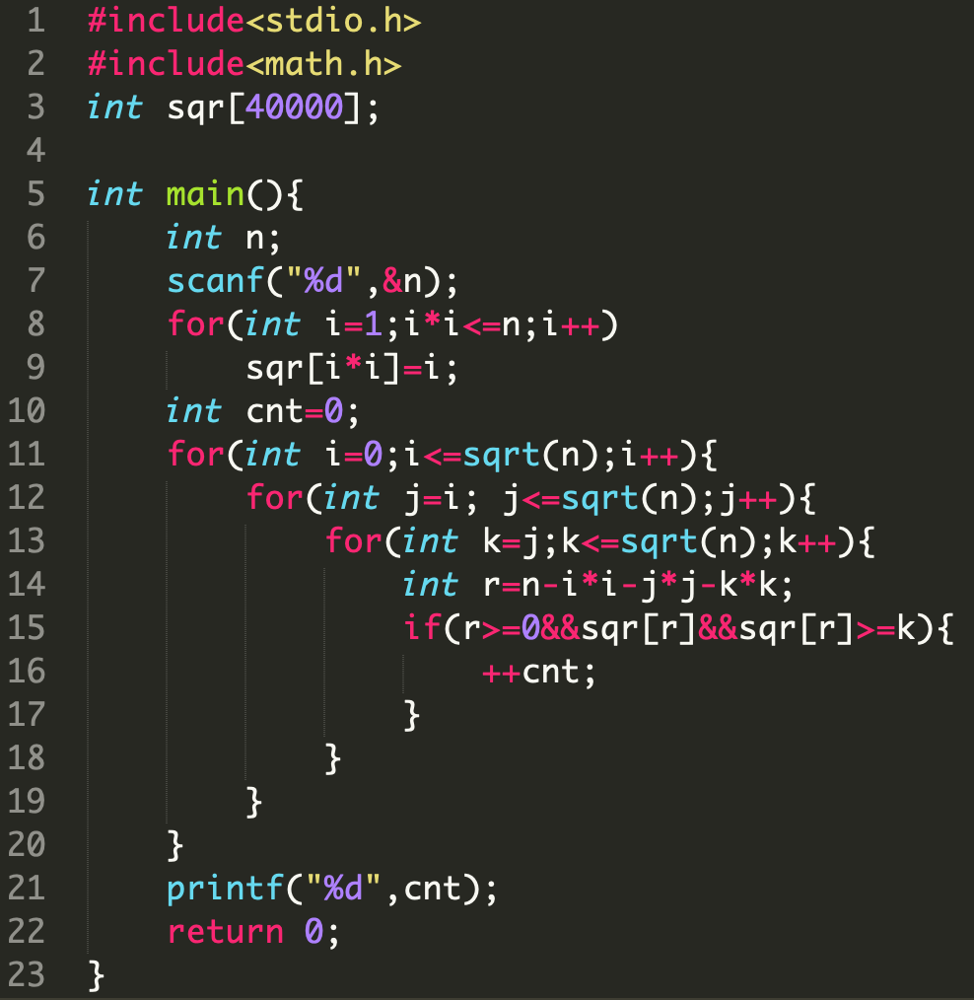 1 #include<stdio.h>
2 #include<math.h>
3 int sqr[40000];
4
5 int main(){
6     int n;
7     scanf("%d",&n);
8     for(int i=1;i*i<=n;i++)
9         sqr[i*i]=i;
10     int cnt=0;
11     for(int i=0;i<=sqrt(n);i++){
12         for(int j=i; j<=sqrt(n);j++){
13             for(int k=j;k<=sqrt(n);k++){
14                 int r=n-i*i-j*j-k*k;
15                 if(r>=0&&sqr[r]&&sqr[r]>=k){
16                     ++cnt;
17                 }
18             }
19         }
20     }
21     printf("%d",cnt);
22     return 0;
23 }